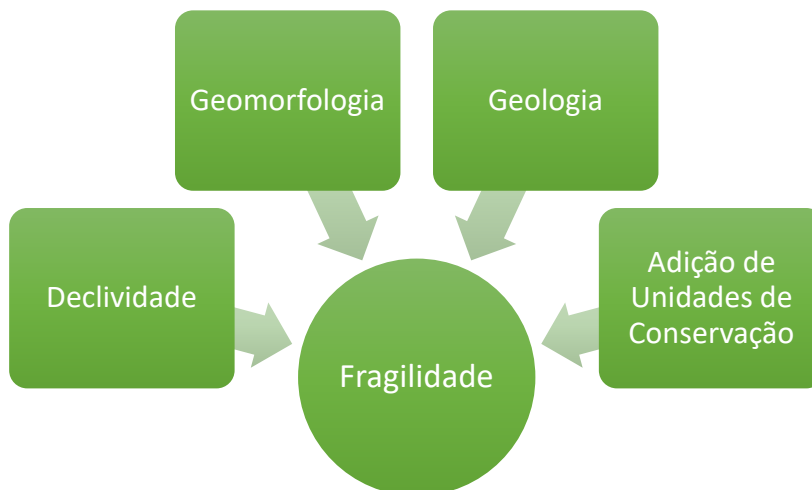 Geomorfologia
Geologia
Declividade
Adição de
Unidades de
Conservação
Fragilidade